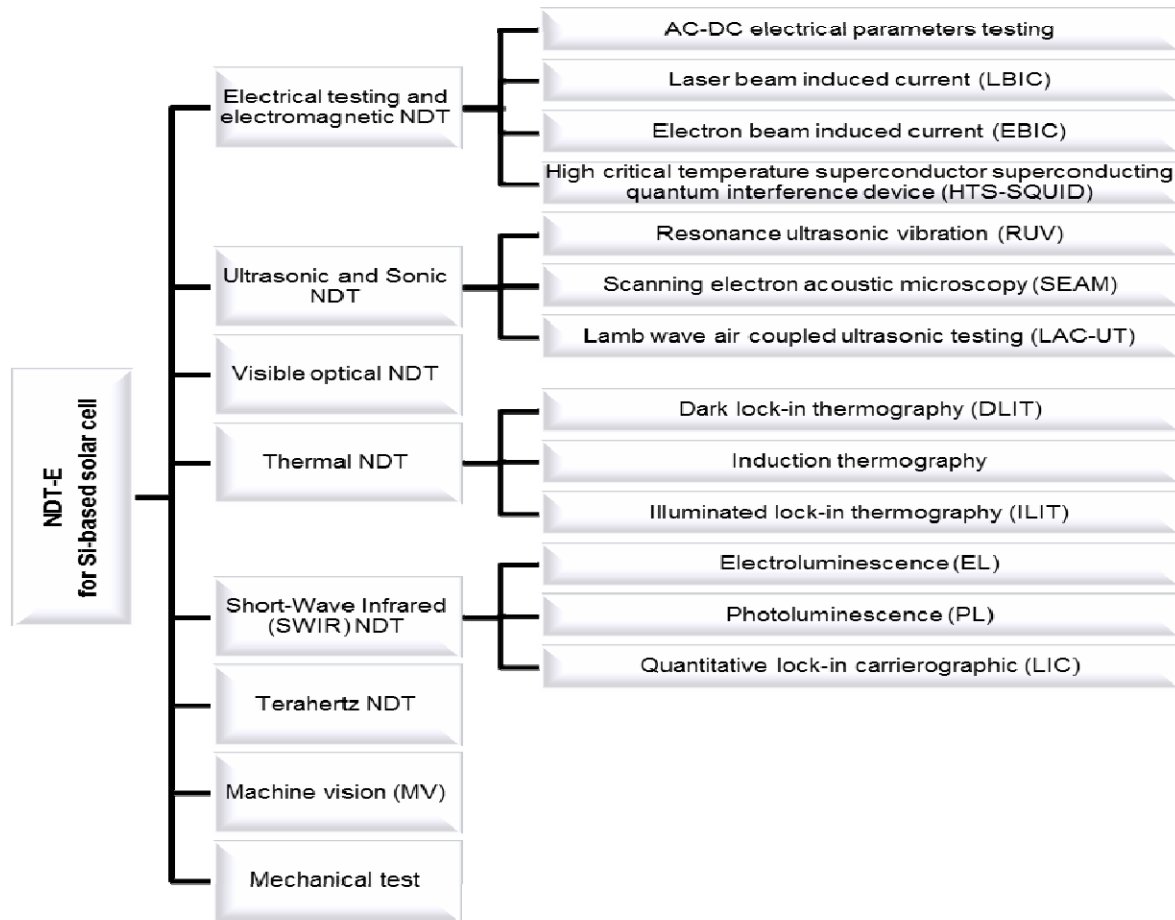 NDT-E
for Si-based solar cell
Electrical testing and
electromagnetic NDT
AC-DC electrical parameters testing
Laser beam induced current (LBIC)
Electron beam induced current (EBIC)
High critical temperature superconductor superconducting
quantum interference device (HTS-SQUID)
Ultrasonic and Sonic
NDT
Resonance ultrasonic vibration (RUV)
Scanning electron acoustic microscopy (SEAM)
Lamb wave air coupled ultrasonic testing (LAC-UT)
Visible optical NDT
Thermal NDT
Dark lock-in thermography (DLIT)
Induction thermography
Illuminated lock-in thermography (ILIT)
Short-Wave Infrared
(SWIR) NDT
Electroluminescence (EL)
Photoluminescence (PL)
Quantitative lock-in carrierographic (LIC)
Terahertz NDT
Machine vision (MV)
Mechanical test